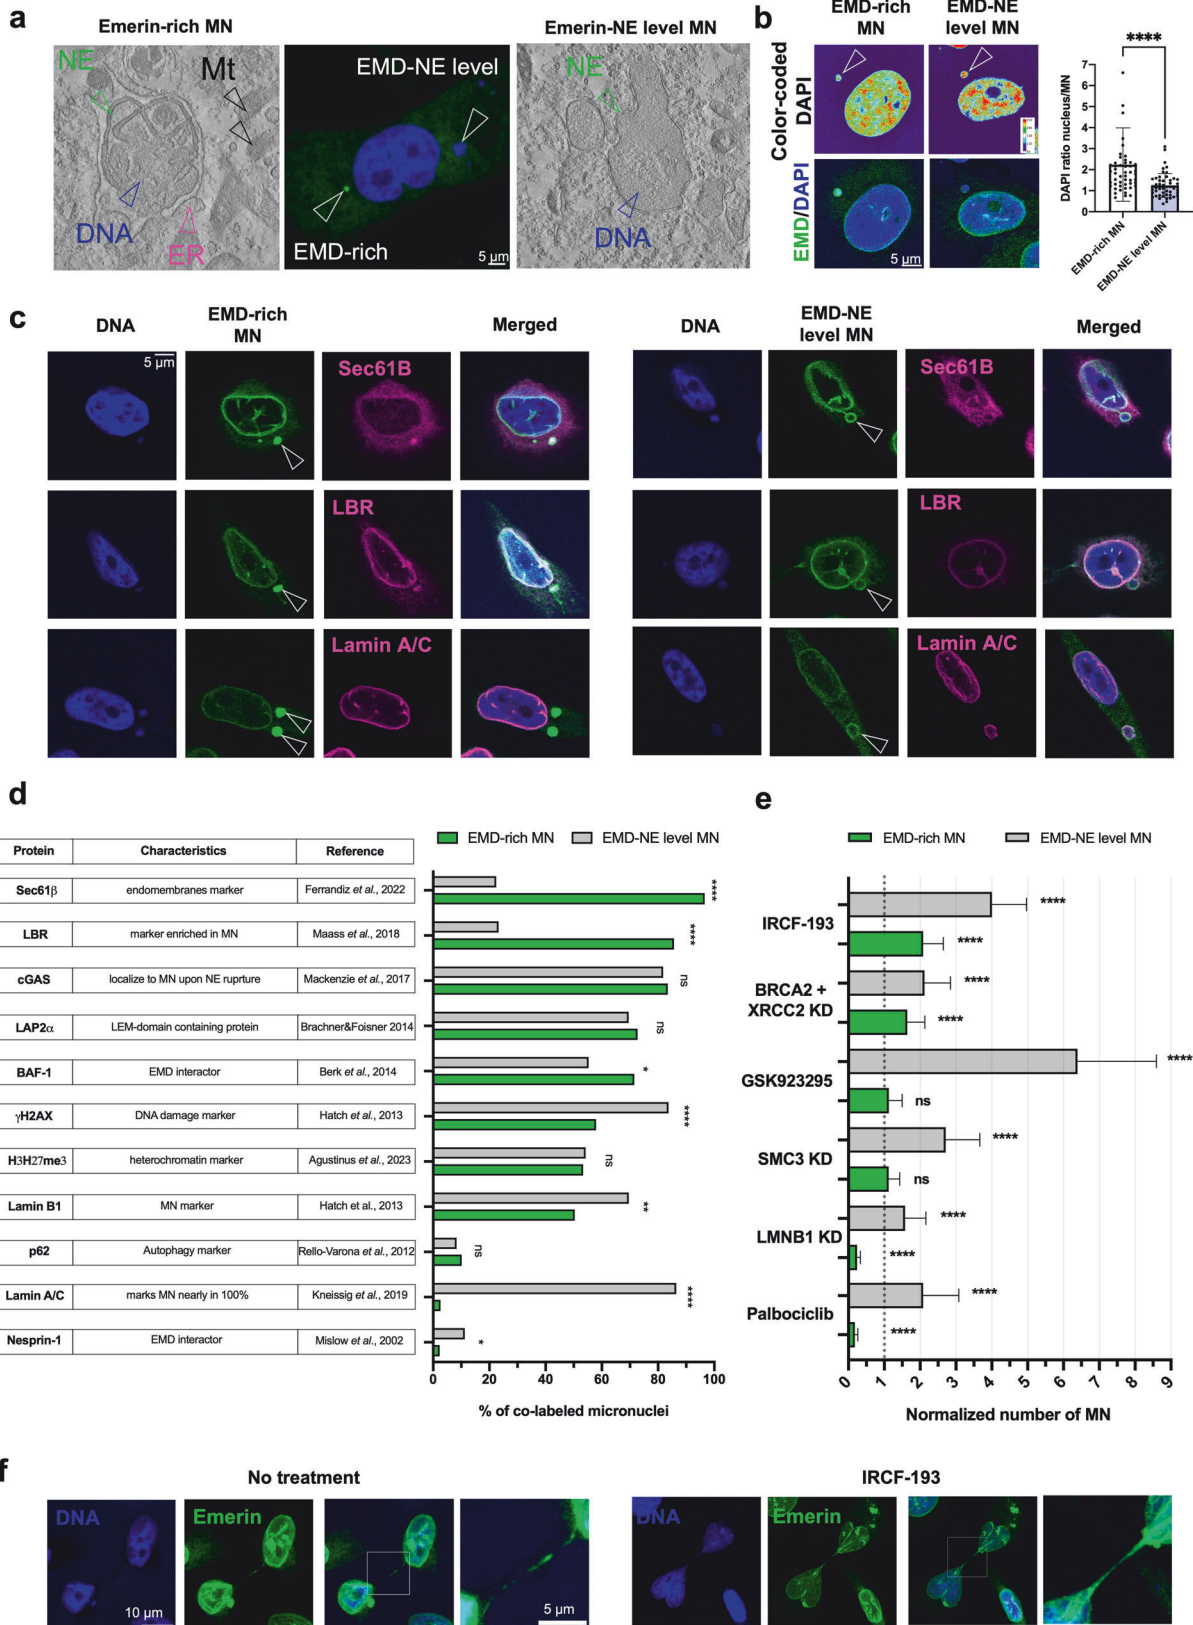 a
Emerin-rich MN
Emerin-NE level MN
NE
Mt
DNA
ER
EMD-NE level
EMD-rich
5 µm
NE
DNA
b
EMD-rich
MN
EMD-NE
level MN
Color-coded
DAPI
EMD/DAPI
5 µm
****
DAPI ratio nucleus/MN
7
6
5
4
3
2
1
0
EMD-rich MN
EMD-NE level MN
c
DNA
EMD-rich
MN
Merged
DNA
EMD-NE
level MN
Merged
5 µm
Sec61B
Sec61B
LBR
LBR
Lamin A/C
Lamin A/C
d
EMD-rich MN
EMD-NE level MN
Protein Characteristics Reference
Sec61β endomembranes marker Ferrandiz et al., 2022
****
LBR marker enriched in MN Maass et al., 2018
****
cGAS localize to MN upon NE ruprture Mackenzie et al., 2017
ns
LAP2α LEM-domain containing protein Brachner&Foisner 2014
ns
BAF-1 EMD interactor Berk et al., 2014
*
γH2AX DNA damage marker Hatch et al., 2013
****
H3H27me3 heterochromatin marker Agustinus et al., 2023
ns
Lamin B1 MN marker Hatch et al., 2013
**
p62 Autophagy marker Rello-Varona et al., 2012
ns
Lamin A/C marks MN nearly in 100% Kneissig et al., 2019
****
Nesprin-1 EMD interactor Mislow et al., 2002
*
0 20 40 60 80 100
% of co-labeled micronuclei
e
EMD-rich MN
EMD-NE level MN
IRCF-193
****
****
BRCA2 +
XRCC2 KD
****
****
GSK923295
****
ns
SMC3 KD
****
ns
LMNB1 KD
****
****
Palbociclib
****
****
0 1 2 3 4 5 6 7 8 9
Normalized number of MN
f
No treatment
IRCF-193
DNA
Emerin
10 µm
5 µm
DNA
Emerin